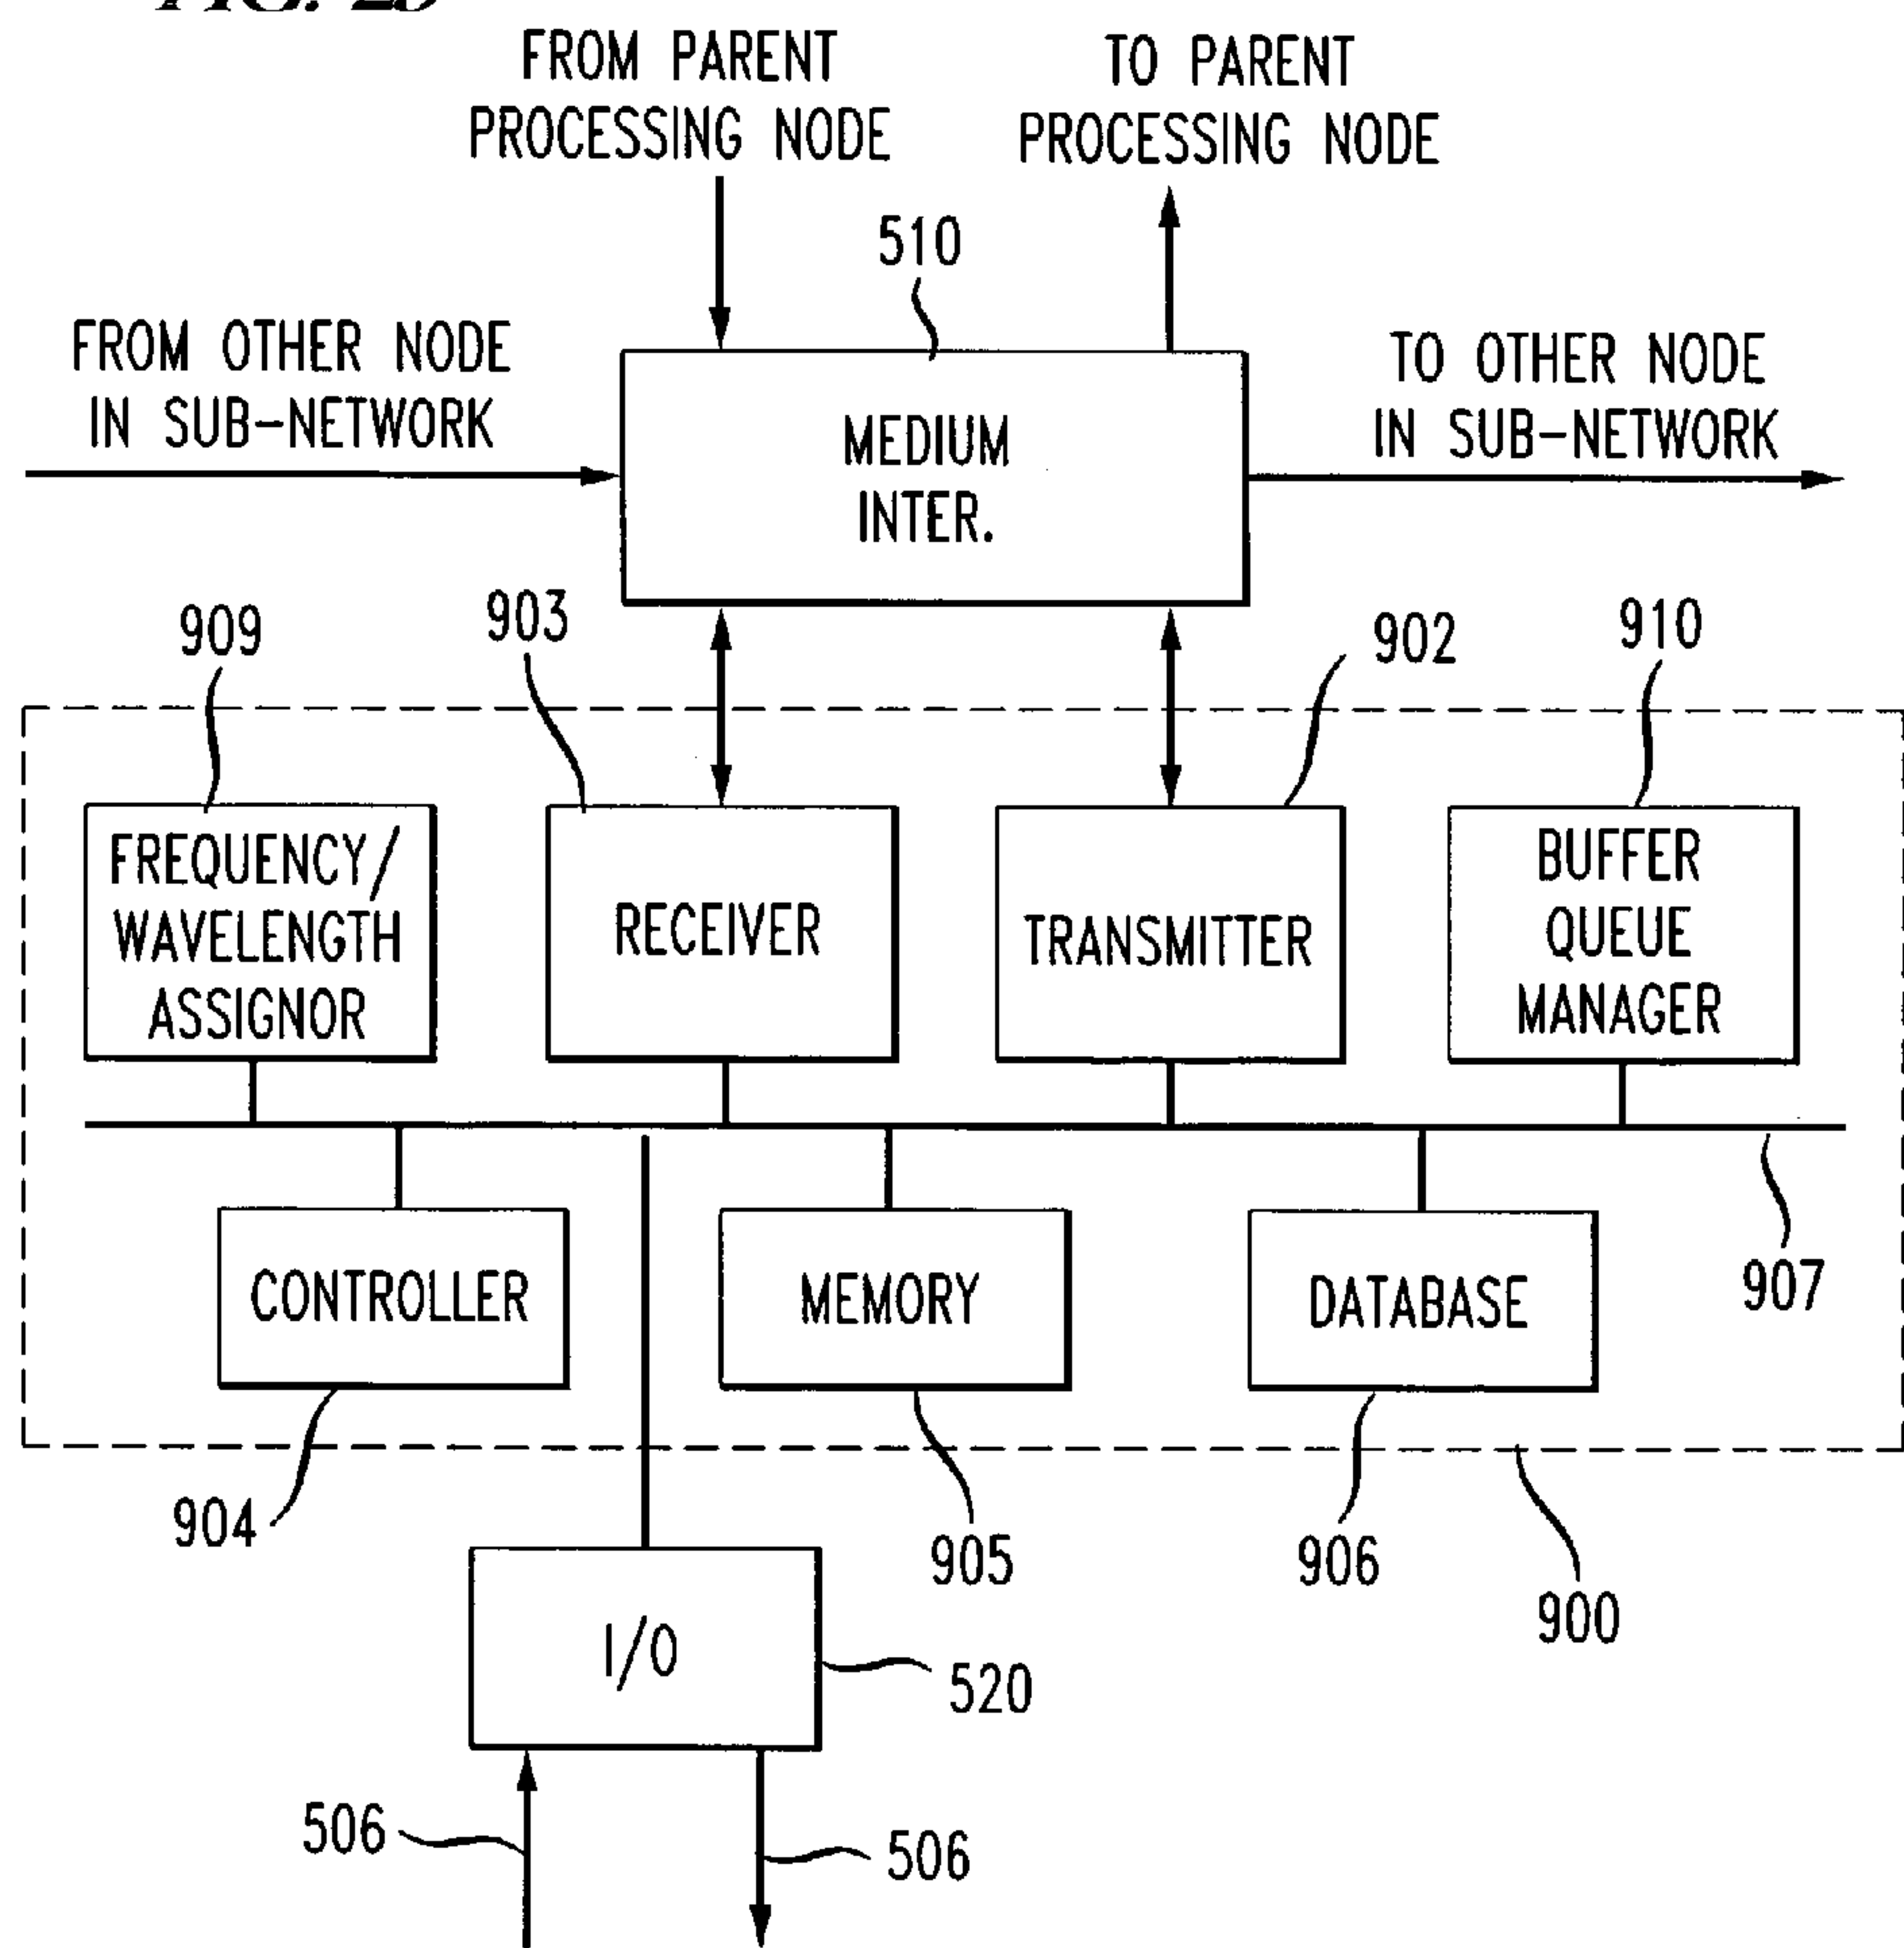 FROM PARENT
PROCESSING NODE
TO PARENT
PROCESSING NODE
510
FROM OTHER NODE
IN SUB-NETWORK
TO OTHER NODE
IN SUB-NETWORK
MEDIUM
INTER.
909
903
902
910
FREQUENCY/
WAVELENGTH
ASSIGNOR
RECEIVER
TRANSMITTER
BUFFER
QUEUE
MANAGER
CONTROLLER
MEMORY
DATABASE
907
904
905
906
900
I/O
520
506
506